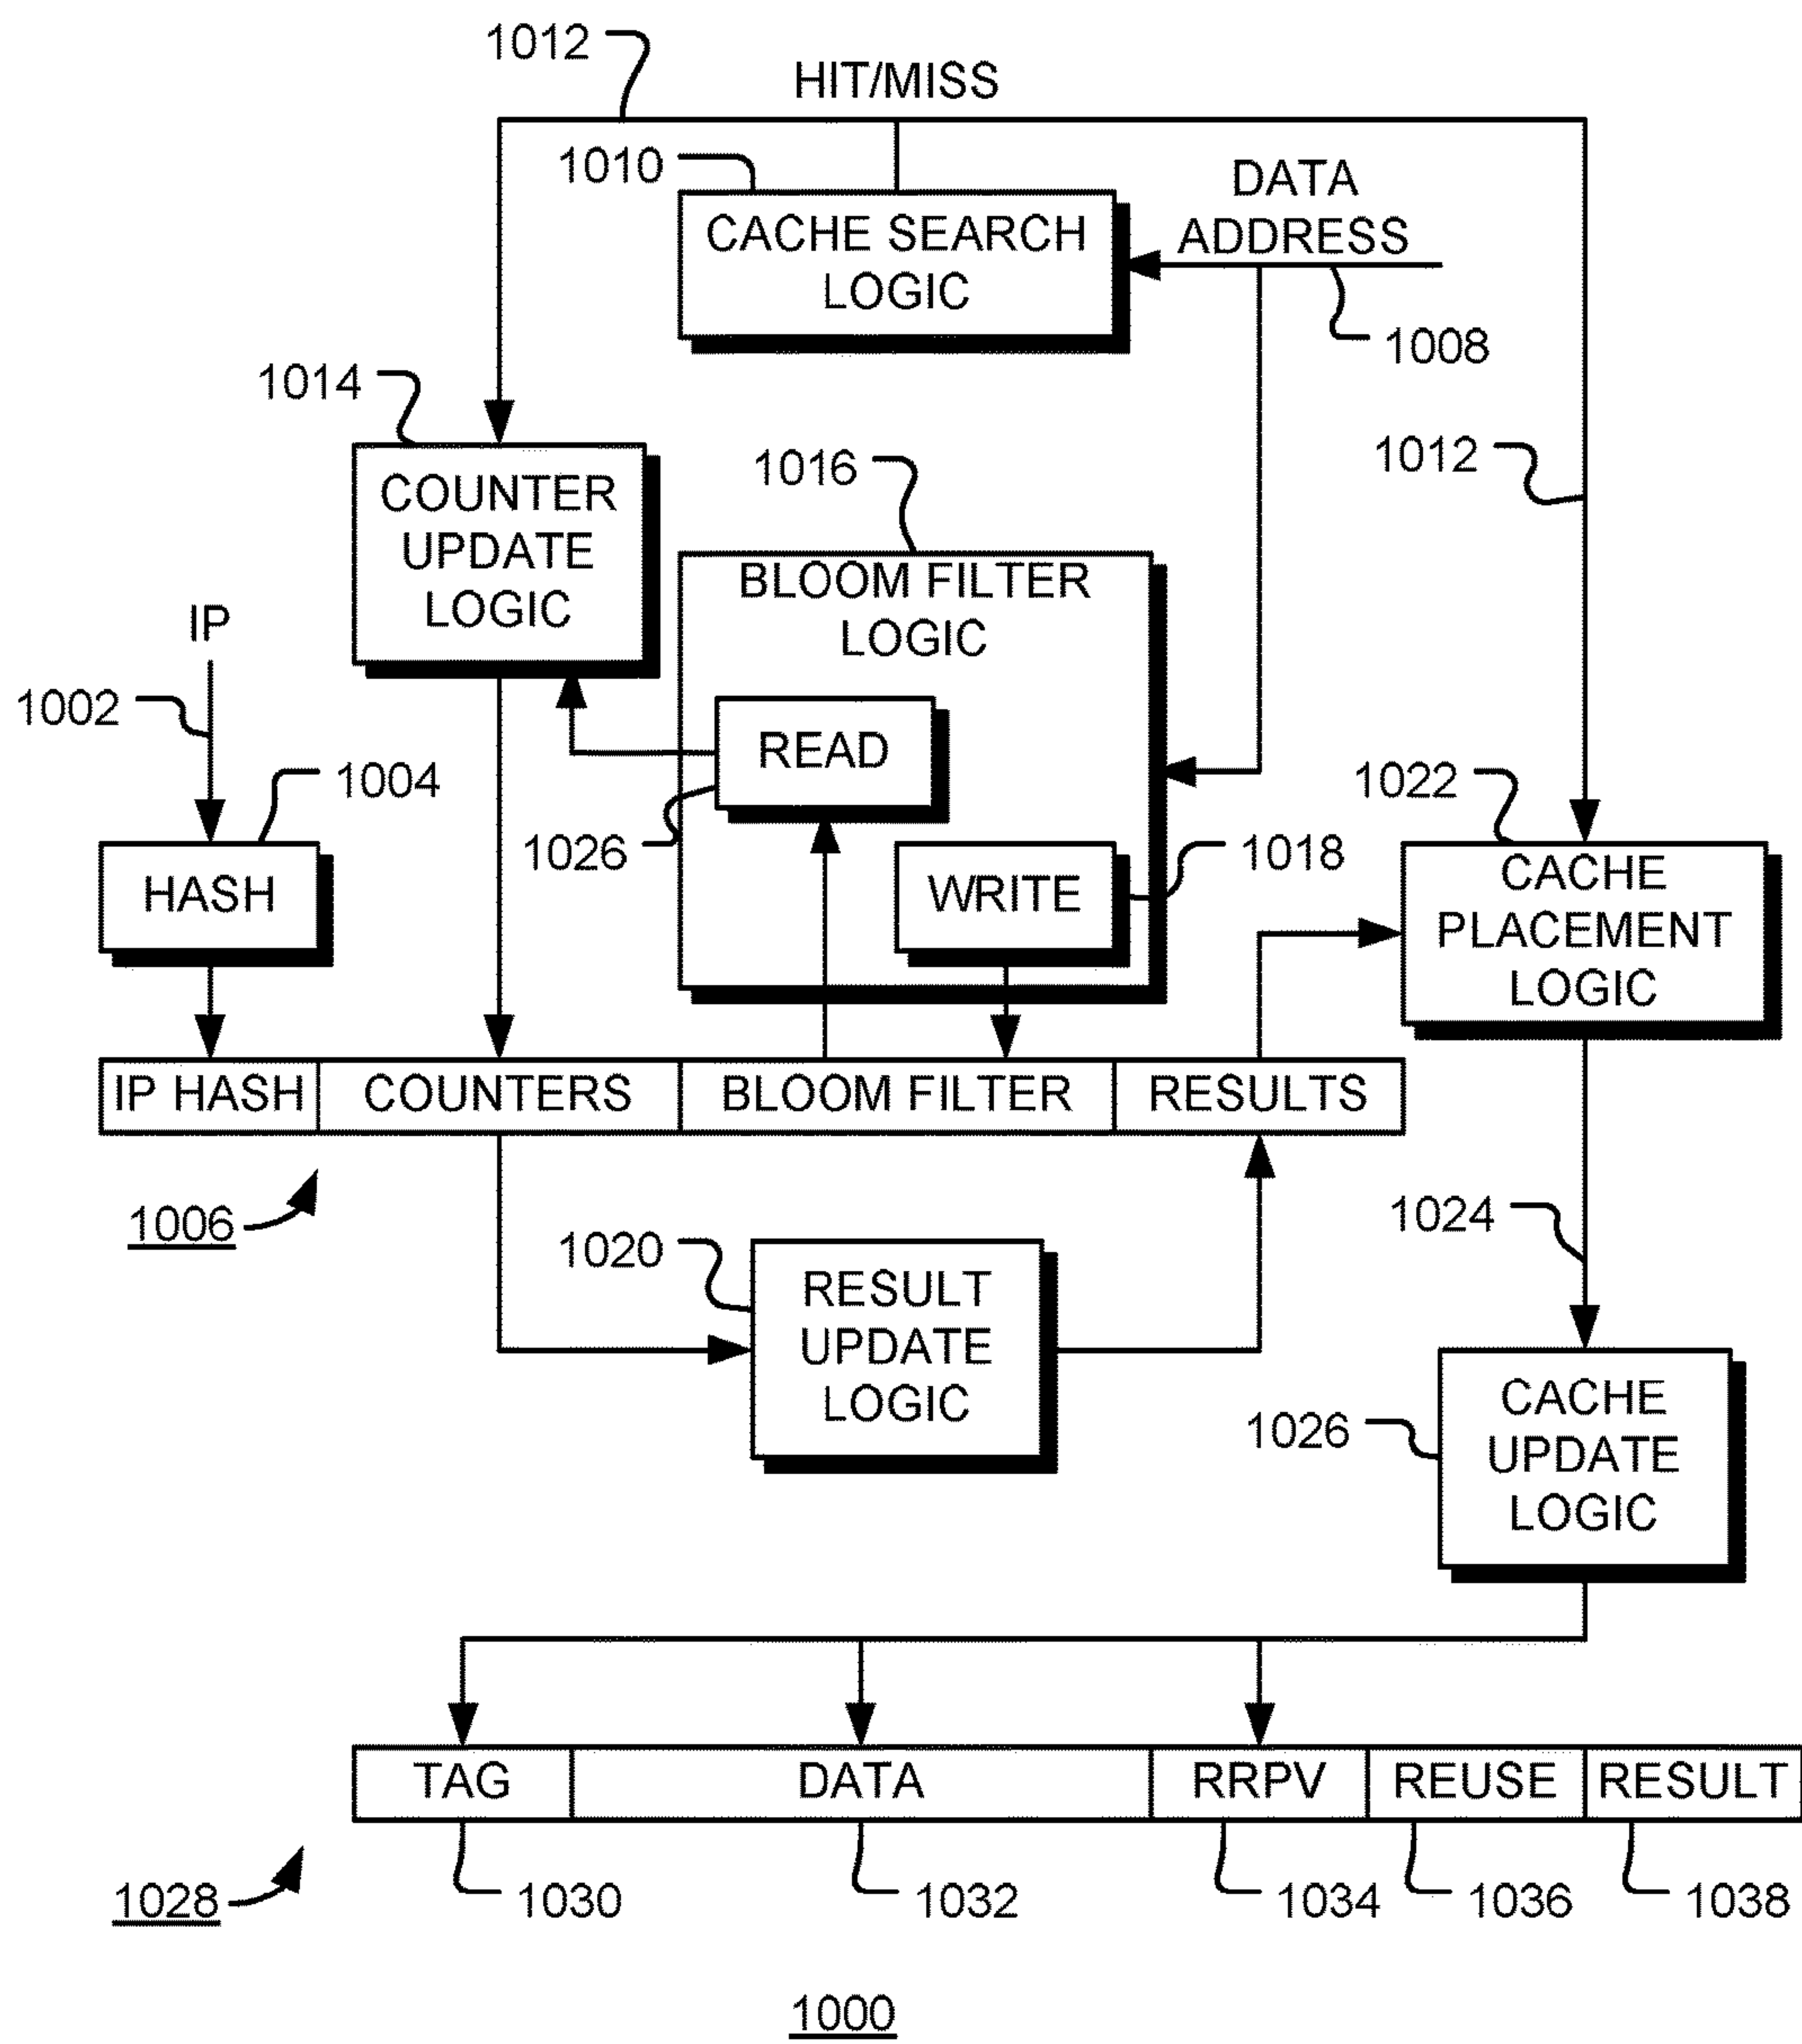 1012
HIT/MISS
1010
DATA
ADDRESS
CACHE SEARCH
LOGIC
1008
1014
1012
1016
COUNTER
UPDATE
LOGIC
BLOOM FILTER
LOGIC
IP
1002
READ
1004
1022
1026
1018
HASH
WRITE
CACHE
PLACEMENT
LOGIC
IP HASH COUNTERS BLOOM FILTER RESULTS
1006
1024
1020
RESULT
UPDATE
LOGIC
1026
CACHE
UPDATE
LOGIC
TAG DATA RRPV REUSE RESULT
1028 1030 1032 1034 1036 1038
1000